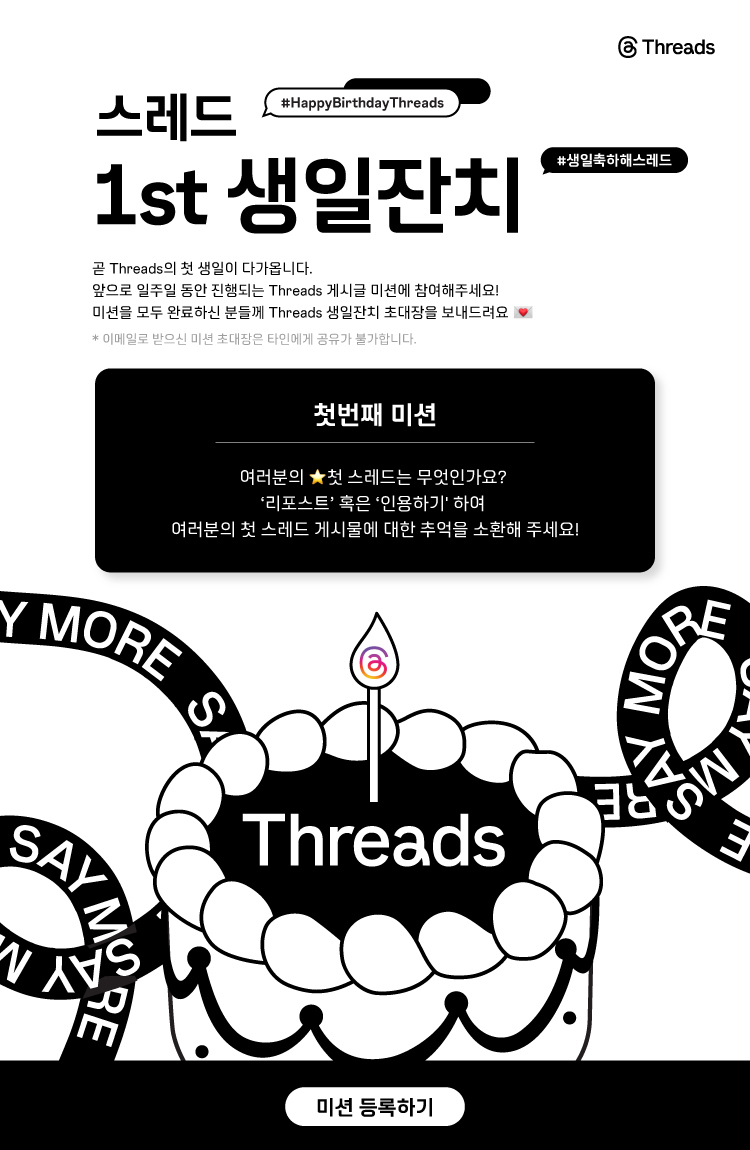 Threads
스레드
#HappyBirthdayThreads
1st 생일잔치
#생일축하해스레드
곧 Threads의 첫 생일이 다가옵니다.
앞으로 일주일 동안 진행되는 Threads 게시글 미션에 참여해주세요!
미션을 모두 완료하신 분들께 Threads 생일잔치 초대장을 보내드려요 💌
* 이메일로 받으신 미션 초대장은 타인에게 공유가 불가합니다.
첫번째 미션
여러분의 ⭐첫 스레드는 무엇인가요?
‘리포스트’ 혹은 ‘인용하기' 하여
여러분의 첫 스레드 게시물에 대한 추억을 소환해 주세요!
Y MORE SA
SAY MORE
SAY M
RE
E
Threads
SAY M
SAY M
RE
미션 등록하기